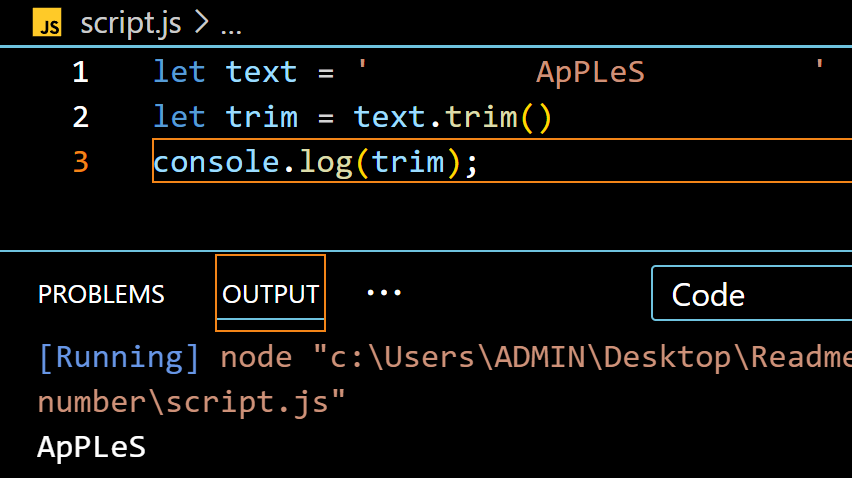 JS script.js > ...
1 let text = '         ApPLeS         '
2 let trim = text.trim()
3 console.log(trim);
PROBLEMS OUTPUT ... Code
[Running] node "c:\Users\ADMIN\Desktop\Readme
number\script.js"
ApPLeS